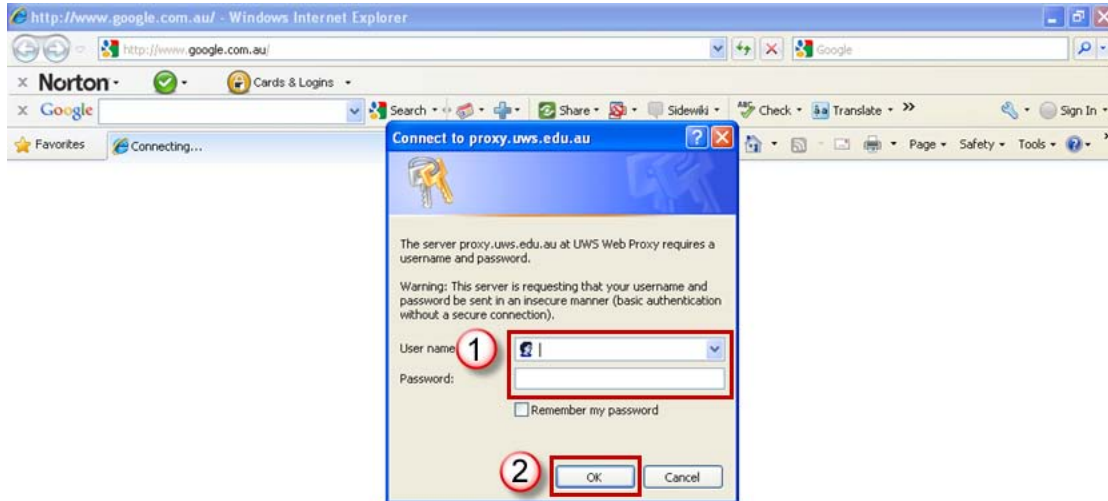 http://www.google.com.au/ - Windows Internet Explorer
http://www.google.com.au/ Google
x Norton Cards & Logins
x Google Search Share Sidewiki ABC Check åa Translate » Sign In
Favorites Connecting... Page Safety Tools
Connect to proxy.uws.edu.au
The server proxy.uws.edu.au at UWS Web Proxy requires a
username and password.
Warning: This server is requesting that your username and
password be sent in an insecure manner (basic authentication
without a secure connection).
User name 1
Password:
Remember my password
2 OK Cancel